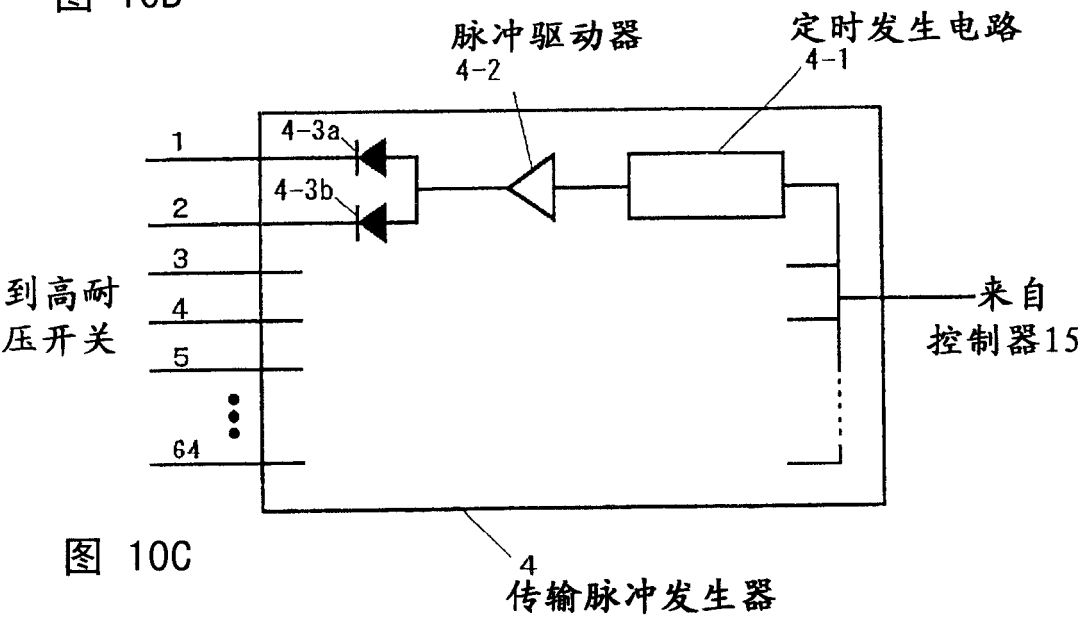 脉冲驱动器
4-2
定时发生电路
4-1
1
4-3a
2
4-3b
3
到高耐
压开关
4
5
64
来自
控制器15
图 10C
4
传输脉冲发生器